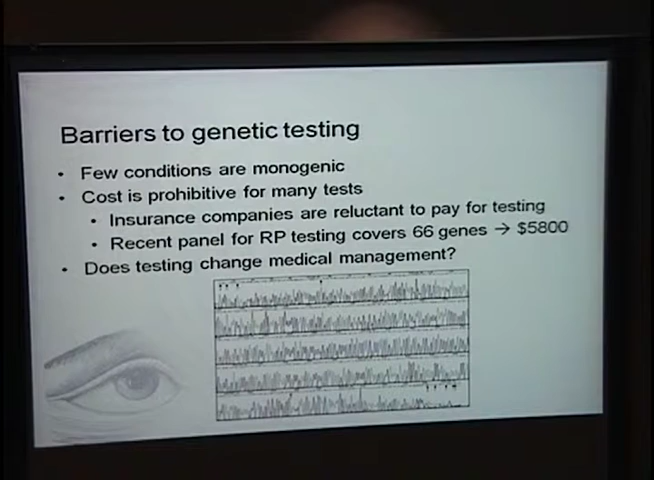 Barriers to genetic testing
• Few conditions are monogenic
• Cost is prohibitive for many tests
• Insurance companies are reluctant to pay for testing
• Recent panel for RP testing covers 66 genes → $5800
• Does testing change medical management?